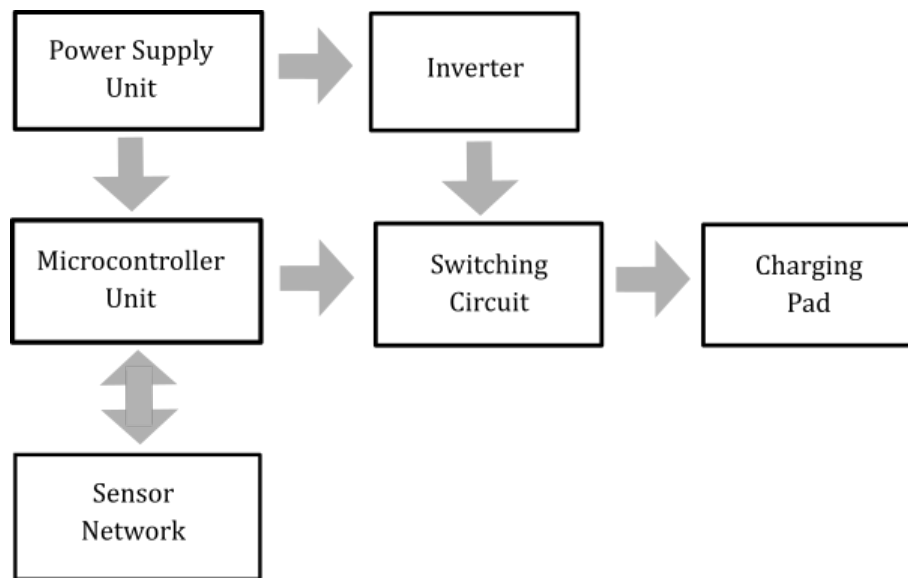 Power Supply
Unit
Inverter
Microcontroller
Unit
Switching
Circuit
Charging
Pad
Sensor
Network